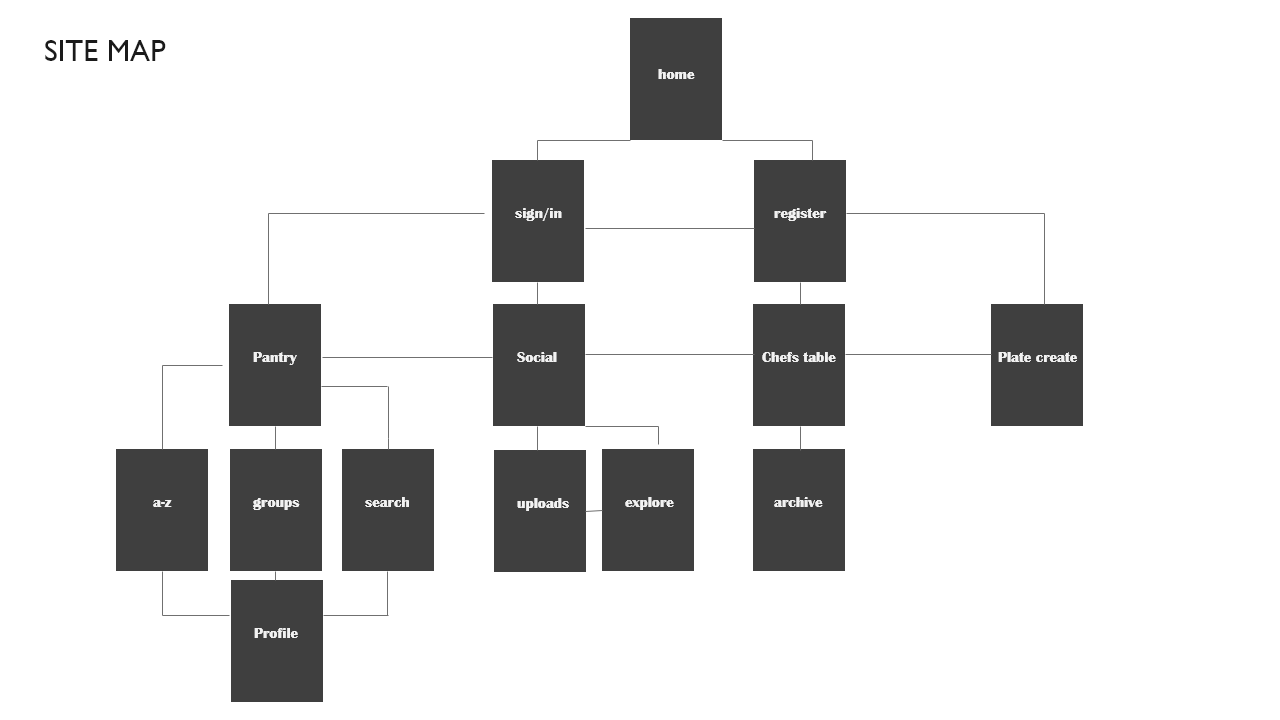 SITE MAP
home
sign/in
register
Pantry
Social
Chefs table
Plate create
a-z
groups
search
uploads
explore
archive
Profile